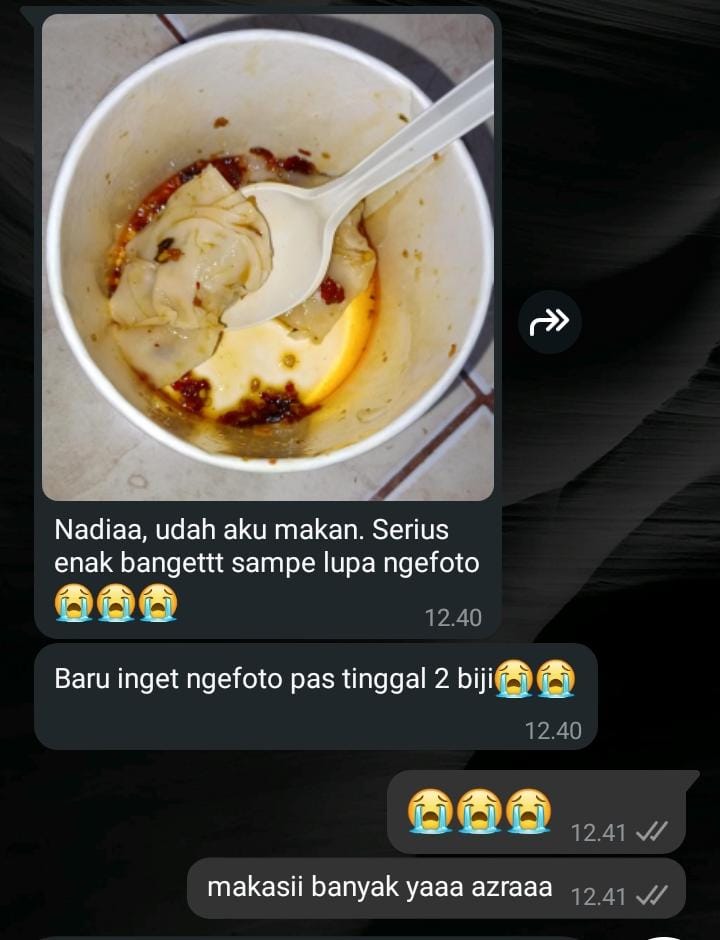 Nadiaa, udah aku makan. Serius
enak bangettt sampe lupa ngefoto
😭😭😭
12.40
Baru inget ngefoto pas tinggal 2 biji😭😭
12.40
😭😭😭 12.41
makasii banyak yaaa azraaa 12.41